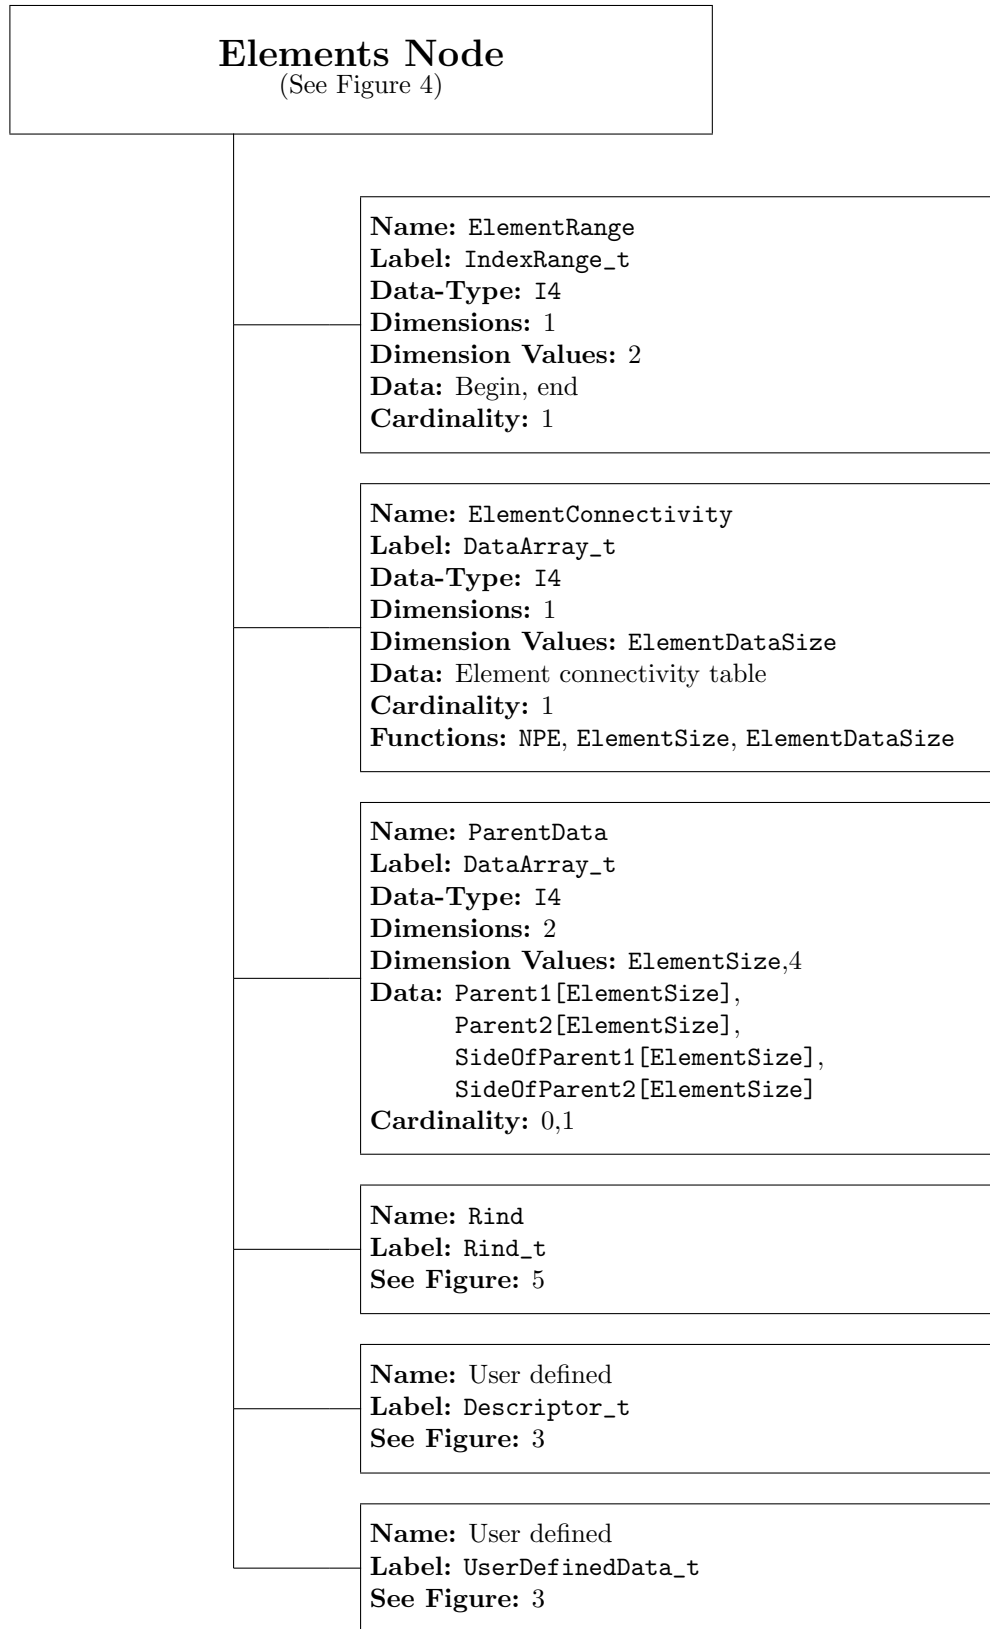 Elements Node
(See Figure 4)
Name: ElementRange
Label: IndexRange_t
Data-Type: I4
Dimensions: 1
Dimension Values: 2
Data: Begin, end
Cardinality: 1
Name: ElementConnectivity
Label: DataArray_t
Data-Type: I4
Dimensions: 1
Dimension Values: ElementDataSize
Data: Element connectivity table
Cardinality: 1
Functions: NPE, ElementSize, ElementDataSize
Name: ParentData
Label: DataArray_t
Data-Type: I4
Dimensions: 2
Dimension Values: ElementSize,4
Data: Parent1[ElementSize],
Parent2[ElementSize],
SideOfParent1[ElementSize],
SideOfParent2[ElementSize]
Cardinality: 0,1
Name: Rind
Label: Rind_t
See Figure: 5
Name: User defined
Label: Descriptor_t
See Figure: 3
Name: User defined
Label: UserDefinedData_t
See Figure: 3